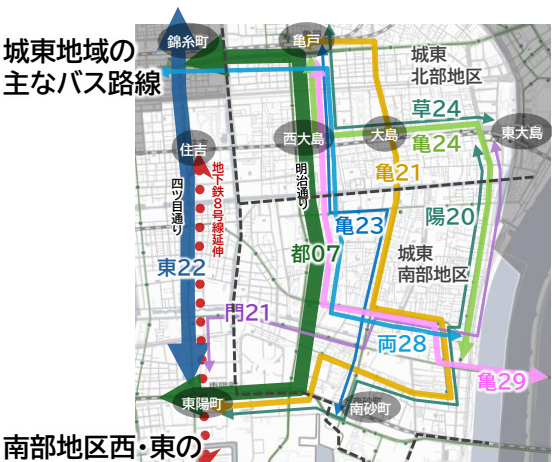 城東地域の
主なバス路線
錦糸町
亀戸
城東
北部地区
草24
東大島
住吉
西大島
大島
亀24
亀21
地下鉄8号線延伸
四ツ目通り
明治通り
陽20
亀23
都07
城東
南部地区
東22
門21
両28
亀29
東陽町
南砂町
南部地区西・東の